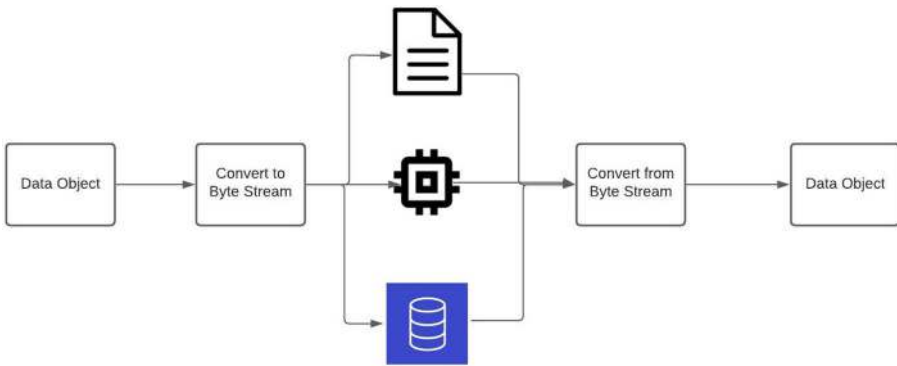 Data Object
Convert to
Byte Stream
Convert from
Byte Stream
Data Object